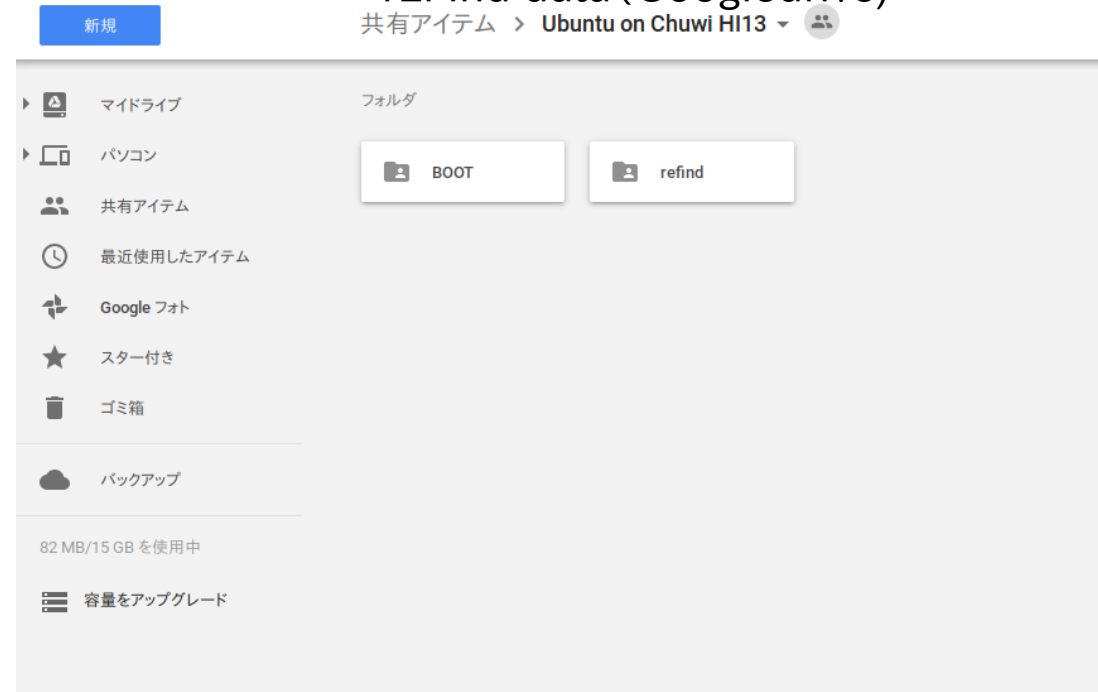 新規
共有アイテム > Ubuntu on Chuwi HI13
マイドライブ
パソコン
共有アイテム
最近使用したアイテム
Google フォト
スター付き
ゴミ箱
バックアップ
82 MB/15 GB を使用中
容量をアップグレード
フォルダ
BOOT
refind